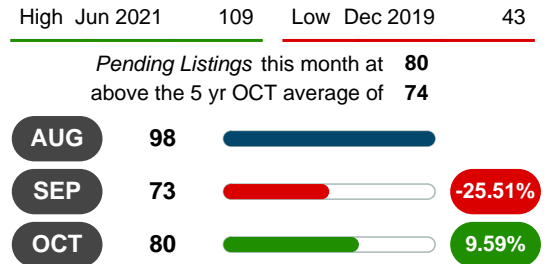 High Jun 2021 109 Low Dec 2019 43
Pending Listings this month at 80
above the 5 yr OCT average of 74
AUG 98
SEP 73 -25.51%
OCT 80 9.59%